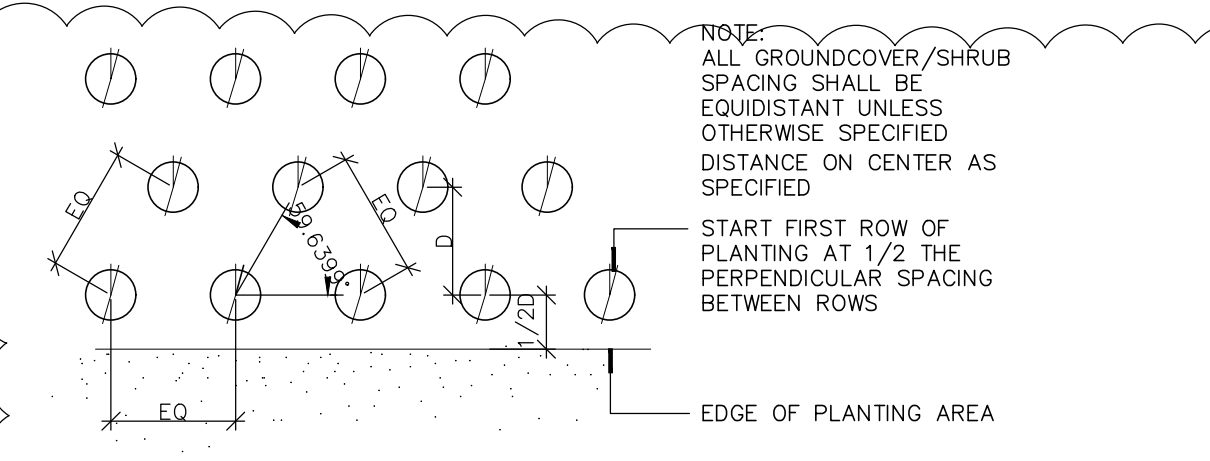 NOTE:
ALL GROUNDCOVER/SHRUB
SPACING SHALL BE
EQUIDISTANT UNLESS
OTHERWISE SPECIFIED
DISTANCE ON CENTER AS
SPECIFIED
START FIRST ROW OF
PLANTING AT 1/2 THE
PERPENDICULAR SPACING
BETWEEN ROWS
EDGE OF PLANTING AREA
EQ
59.6399°
EQ
D
1/2D
EQ